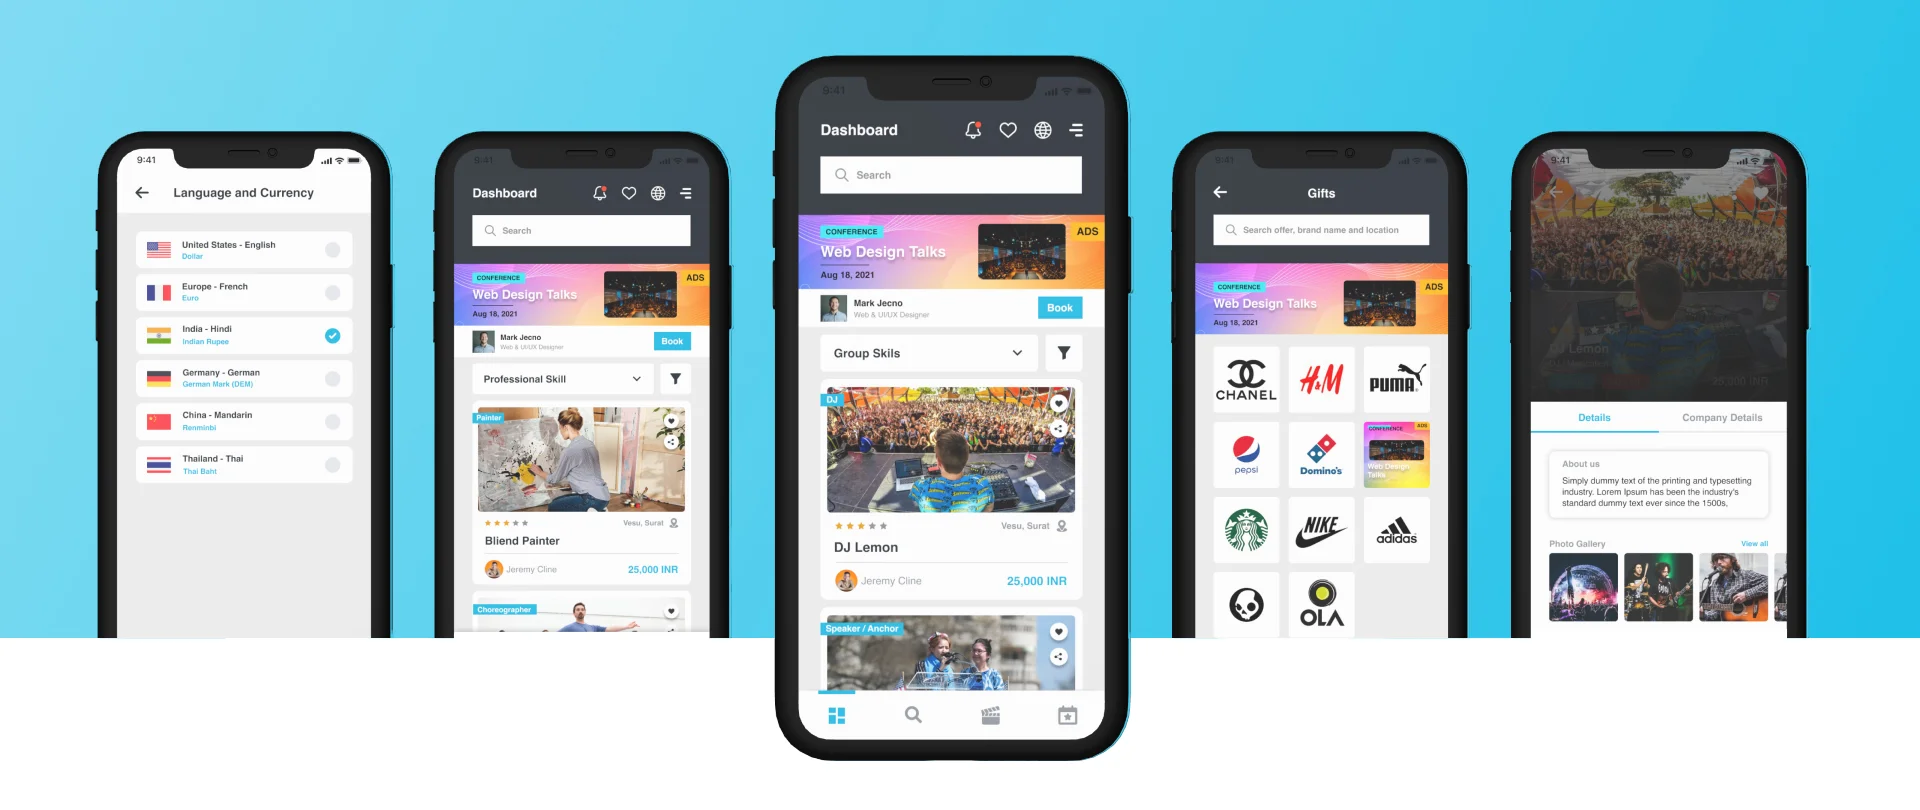 9:41
Language and Currency
United States - English
Dollar
Europe - French
Euro
India - Hindi
Indian Rupee
Germany - German
German Mark (DEM)
China - Mandarin
Renminbi
Thailand - Thai
Thai Baht
9:41
Dashboard
Search
CONFERENCE
ADS
Web Design Talks
Aug 18, 2021
Mark Jecno
Web & UI/UX Designer
Book
Professional Skill
Painter
Vesu, Surat
Bliend Painter
Jeremy Cline
25,000 INR
Choreographer
9:41
Dashboard
Search
CONFERENCE
ADS
Web Design Talks
Aug 18, 2021
Mark Jecno
Web & UI/UX Designer
Book
Group Skils
DJ
Vesu, Surat
DJ Lemon
Jeremy Cline
25,000 INR
Speaker / Anchor
9:41
Gifts
Search offer, brand name and location
CONFERENCE
ADS
Web Design Talks
Aug 18, 2021
CHANEL
H&M
PUMA
pepsi
Domino's
CONFERENCE
ADS
Web Design
Talks
NIKE
adidas
OLA
9:41
DJ Lemon
25,000 INR
Details
Company Details
About us
Simply dummy text of the printing and typesetting
industry. Lorem Ipsum has been the industry's
standard dummy text ever since the 1500s,
Photo Gallery
View all